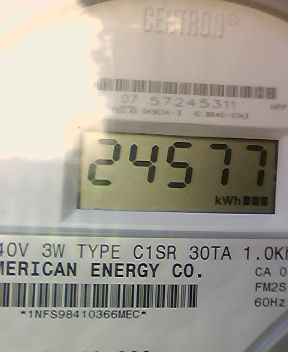 CENTRON®
07 57245311
24577
kWh
40V 3W TYPE C1SR 30TA 1.0K
MERICAN ENERGY CO.
CA 0
FM2S
60Hz
*1NFS98410366MEC*